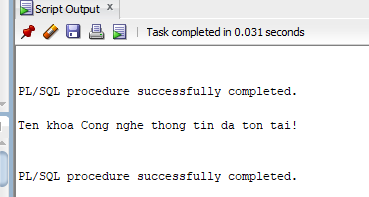 Script Output x
Task completed in 0.031 seconds
PL/SQL procedure successfully completed.
Ten khoa Cong nghe thong tin da ton tai!
PL/SQL procedure successfully completed.